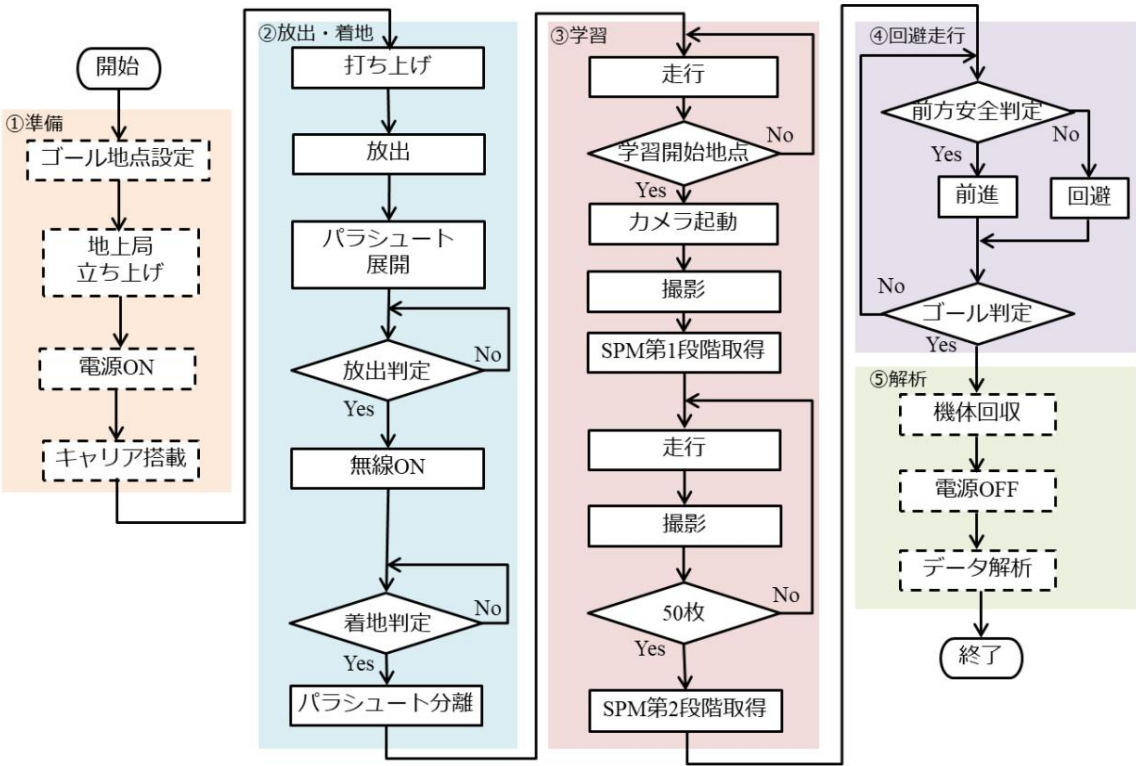 開始
①準備
ゴール地点設定
地上局
立ち上げ
電源ON
キャリア搭載
②放出・着地
打ち上げ
放出
パラシュート
展開
放出判定
No
Yes
無線ON
着地判定
No
Yes
パラシュート分離
③学習
走行
学習開始地点
No
Yes
カメラ起動
撮影
SPM第1段階取得
走行
撮影
50枚
No
Yes
SPM第2段階取得
④回避走行
前方安全判定
Yes
No
前進
回避
No
ゴール判定
Yes
⑤解析
機体回収
電源OFF
データ解析
終了